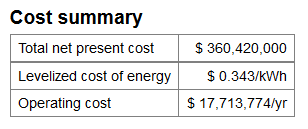 Cost summary
Total net present cost $ 360,420,000
Levelized cost of energy $ 0.343/kWh
Operating cost $ 17,713,774/yr